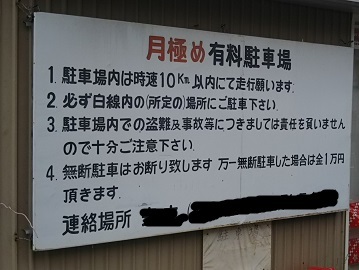 月極め有料駐車場
1. 駐車場内は時速10Km以内にて走行願います
2. 必ず白線内の(所定の)場所にご駐車下さい
3. 駐車場内での盗難及事故等につきましては責任を負いません
ので十分ご注意下さい
4. 無断駐車はお断り致します 万一無断駐車した場合は全1万円
頂きます
連絡場所